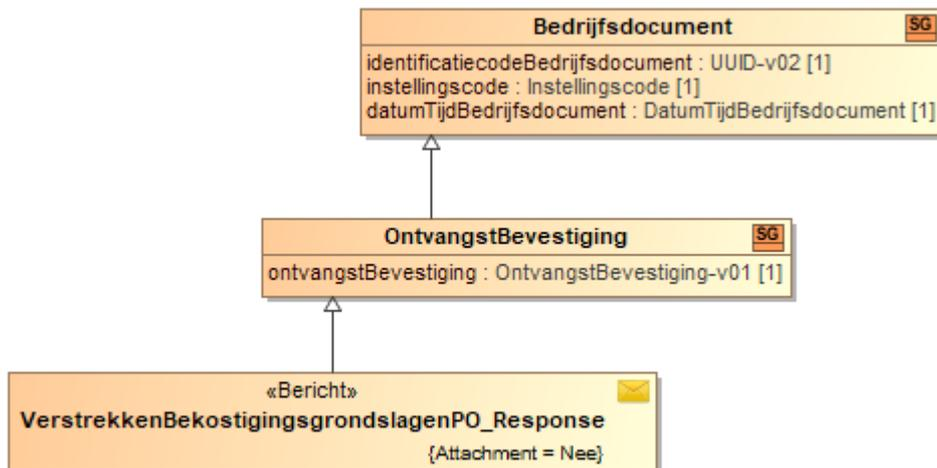 Bedrijfsdocument SG
identificatiecodeBedrijfsdocument : UUID-v02 [1]
instellingscode : Instellingscode [1]
datumTijdBedrijfsdocument : DatumTijdBedrijfsdocument [1]
OntvangstBevestiging SG
ontvangstBevestiging : OntvangstBevestiging-v01 [1]
«Bericht»
VerstrekkenBekostigingsgrondslagenPO_Response
{Attachment = Nee}